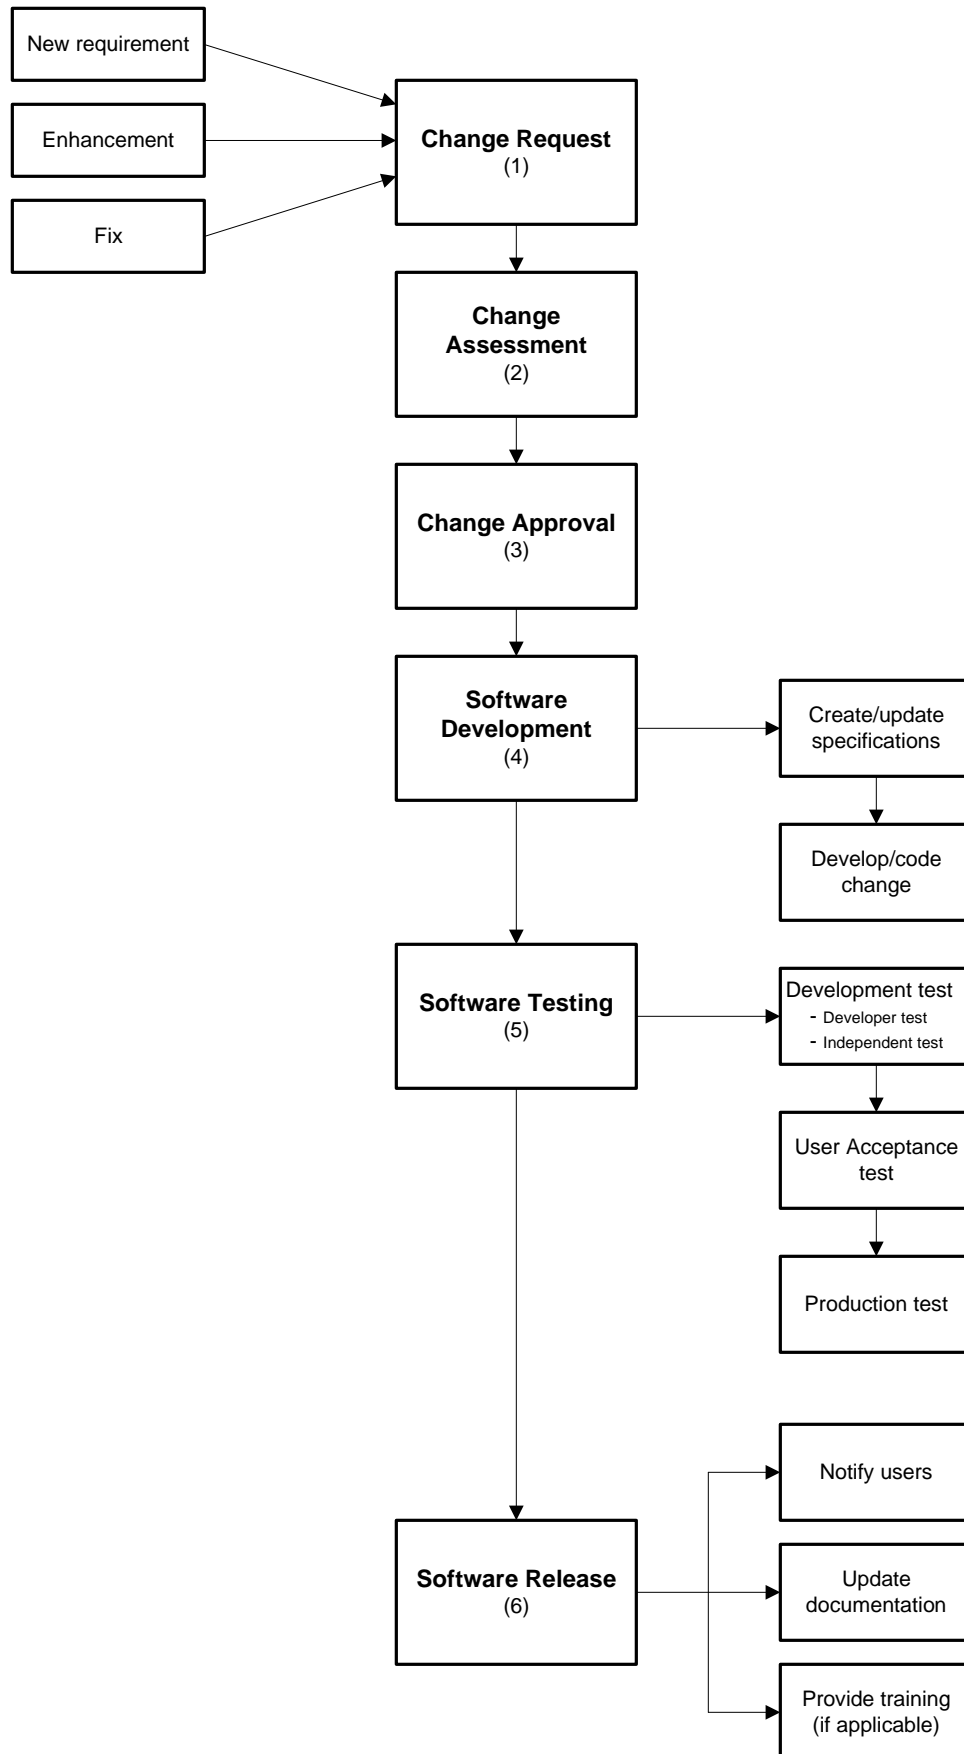 New requirement
Enhancement
Fix
Change Request
(1)
Change
Assessment
(2)
Change Approval
(3)
Software
Development
(4)
Create/update
specifications
Develop/code
change
Software Testing
(5)
Development test
- Developer test
- Independent test
User Acceptance
test
Production test
Software Release
(6)
Notify users
Update
documentation
Provide training
(if applicable)